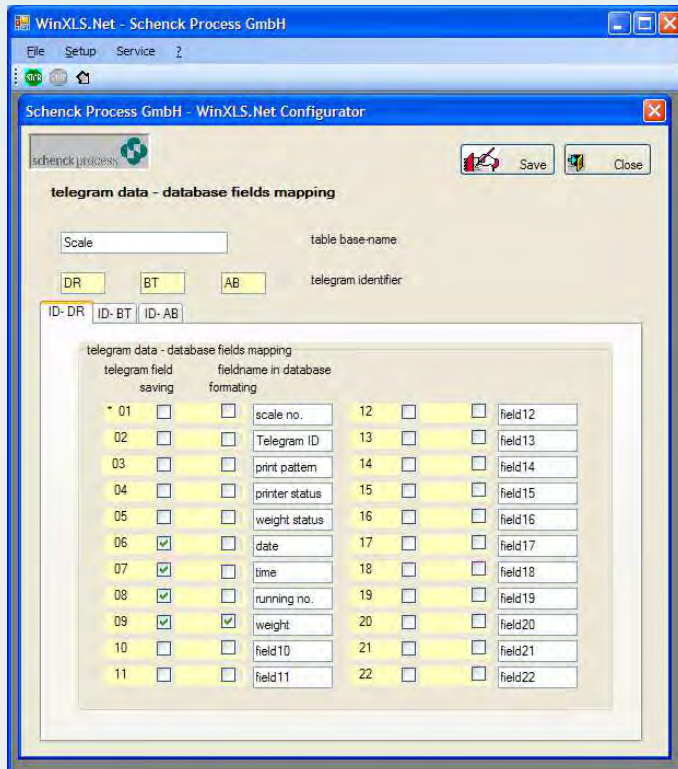 WinXLS.Net - Schenck Process GmbH
File Setup Service ?
Schenck Process GmbH - WinXLS.Net Configurator
schenck process
Save Close
telegram data - database fields mapping
Scale table base-name
DR BT AB telegram identifier
ID- DR ID- BT ID- AB
telegram data - database fields mapping
telegram field fieldname in database
saving formating
* 01 scale no. 12 field12
02 Telegram ID 13 field13
03 print pattern 14 field14
04 printer status 15 field15
05 weight status 16 field16
06 date 17 field17
07 time 18 field18
08 running no. 19 field19
09 weight 20 field20
10 field10 21 field21
11 field11 22 field22